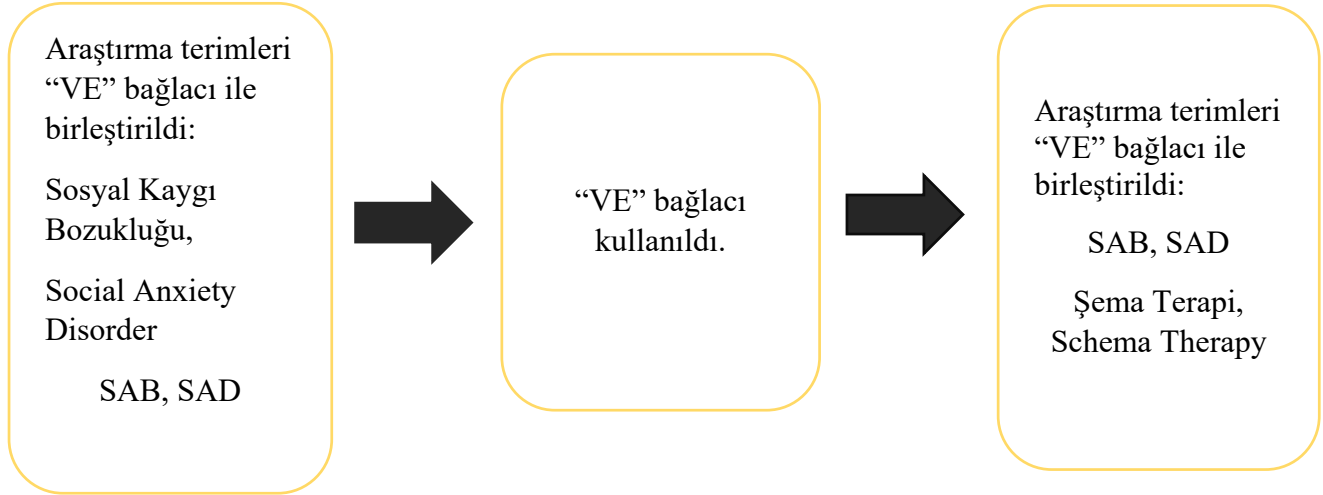 Araştırma terimleri
“VE” bağlacı ile
birleştirildi:
Sosyal Kaygı
Bozukluğu,
Social Anxiety
Disorder
SAB, SAD
“VE” bağlacı
kullanıldı.
Araştırma terimleri
“VE” bağlacı ile
birleştirildi:
SAB, SAD
Şema Terapi,
Schema Therapy